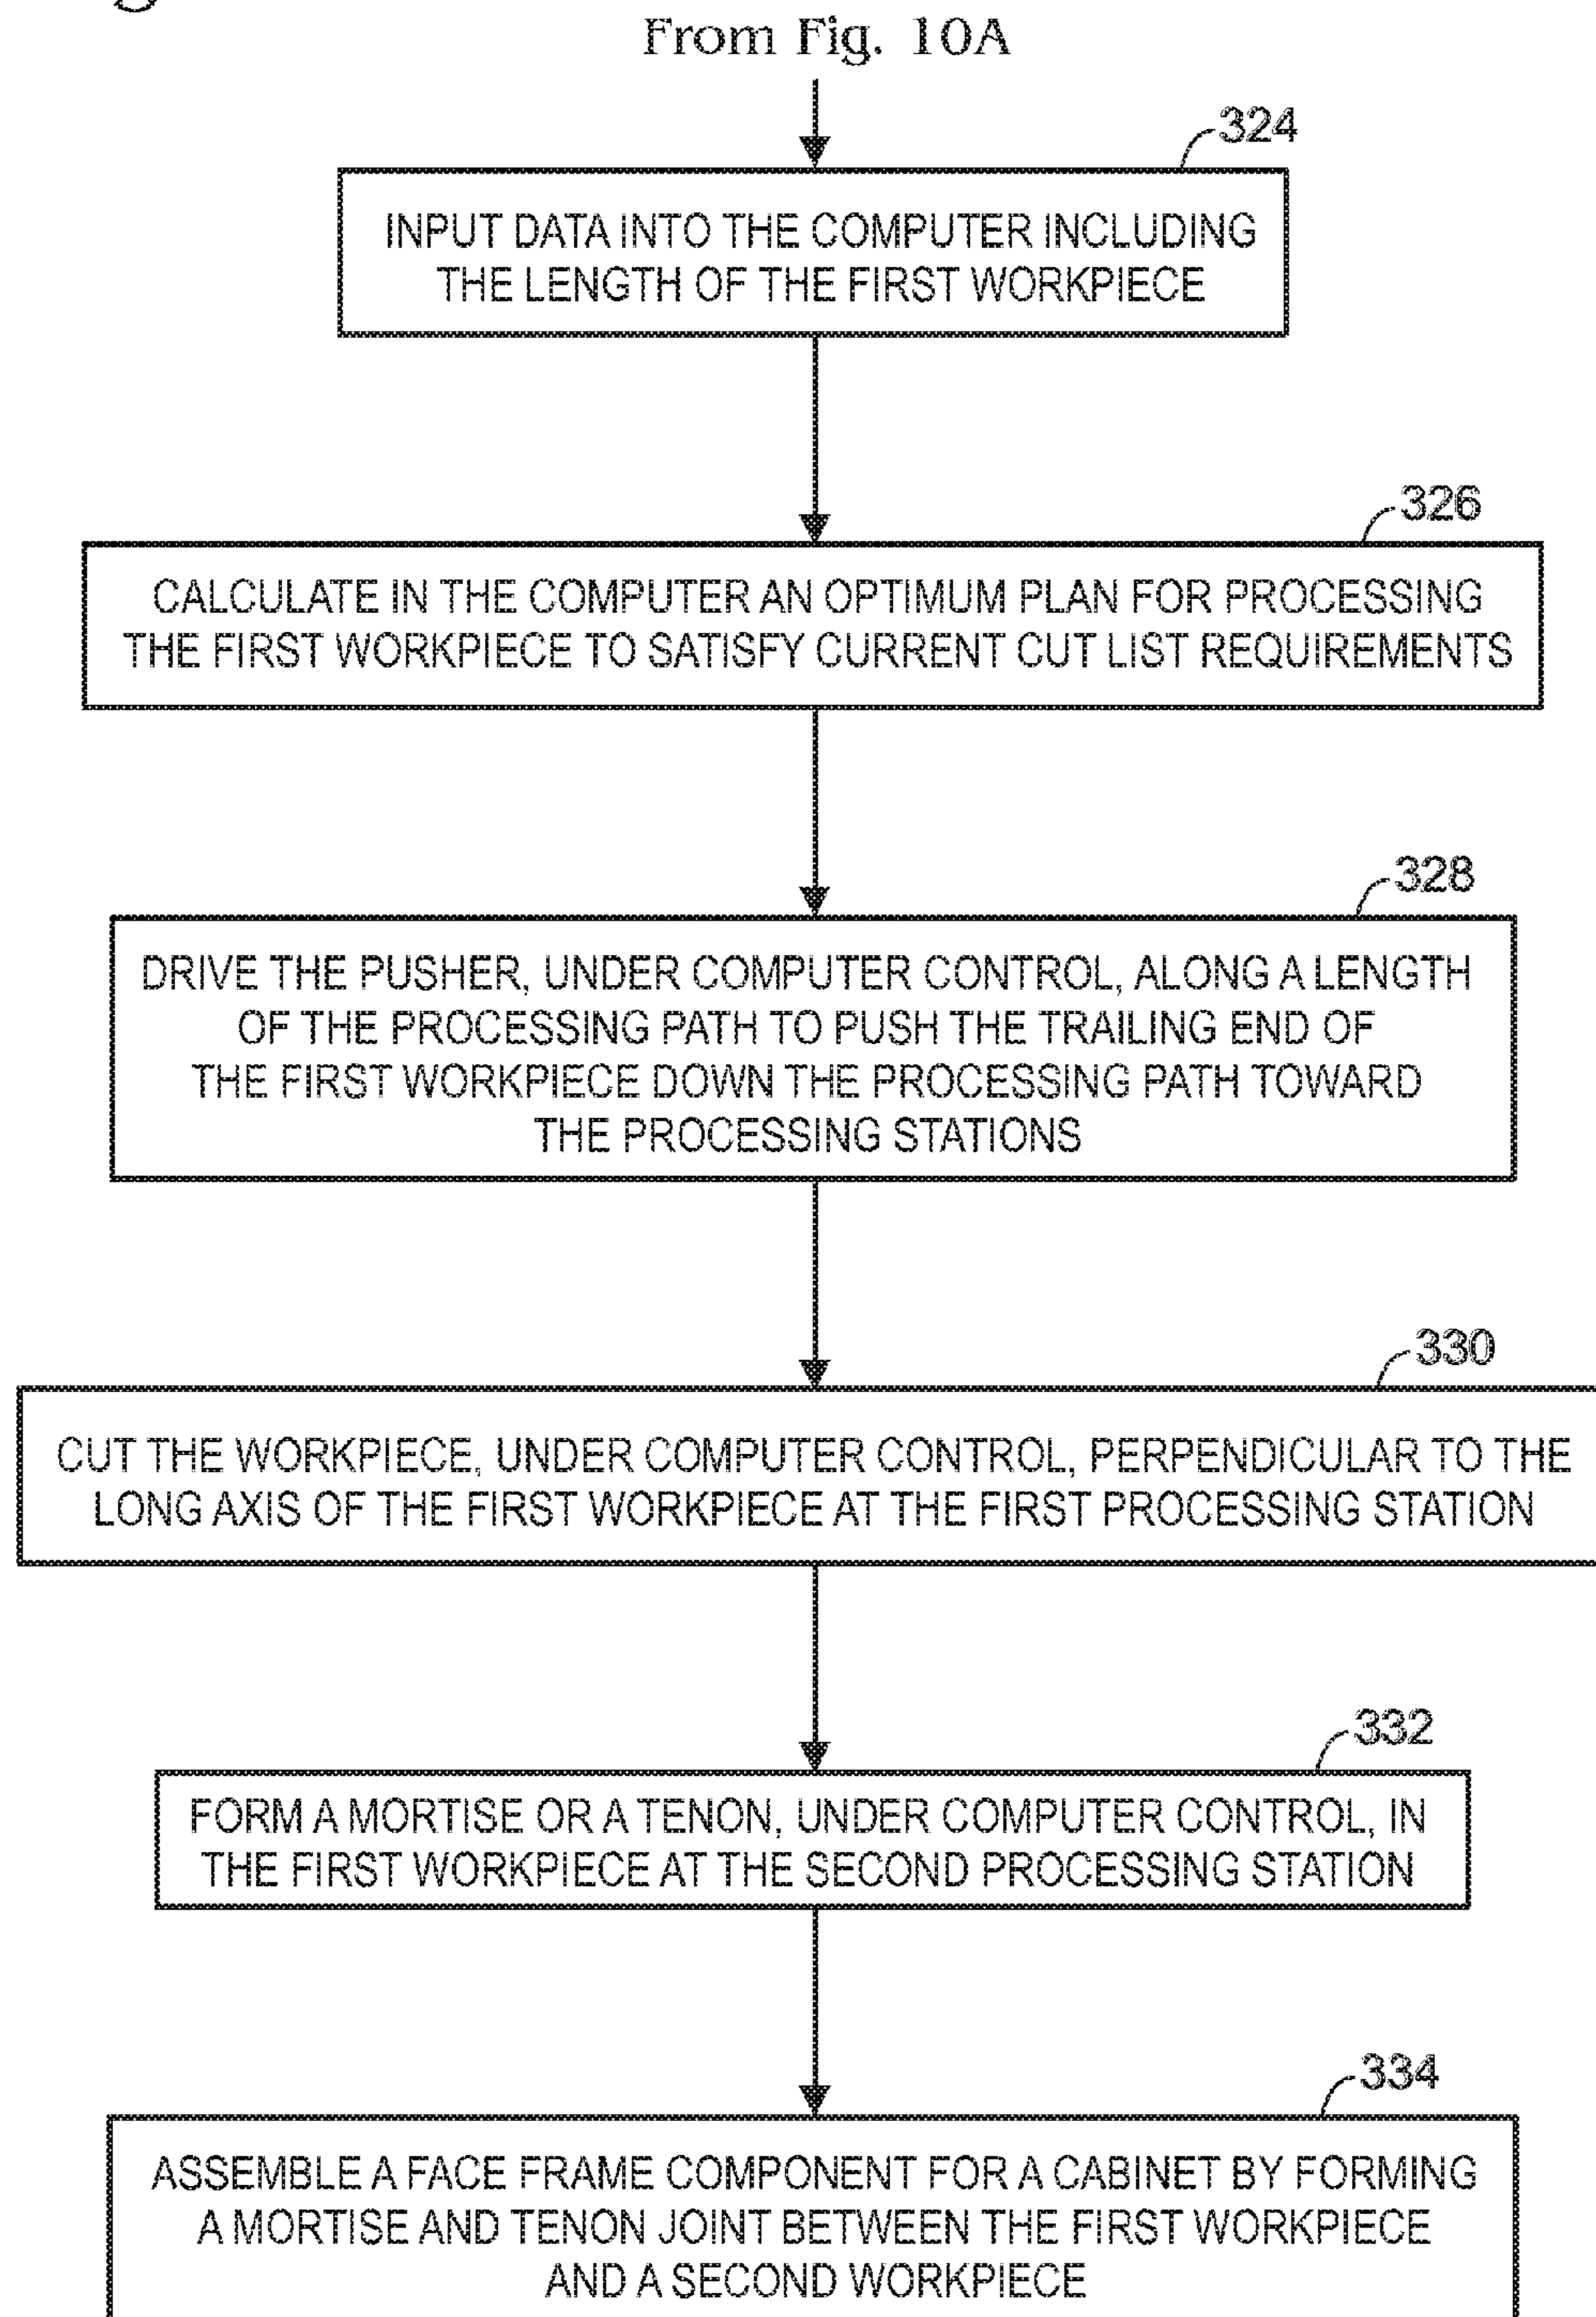 From Fig. 10A
324
INPUT DATA INTO THE COMPUTER INCLUDING
THE LENGTH OF THE FIRST WORKPIECE
326
CALCULATE IN THE COMPUTER AN OPTIMUM PLAN FOR PROCESSING
THE FIRST WORKPIECE TO SATISFY CURRENT CUT LIST REQUIREMENTS
328
DRIVE THE PUSHER, UNDER COMPUTER CONTROL, ALONG A LENGTH
OF THE PROCESSING PATH TO PUSH THE TRAILING END OF
THE FIRST WORKPIECE DOWN THE PROCESSING PATH TOWARD
THE PROCESSING STATIONS
330
CUT THE WORKPIECE, UNDER COMPUTER CONTROL, PERPENDICULAR TO THE
LONG AXIS OF THE FIRST WORKPIECE AT THE FIRST PROCESSING STATION
332
FORM A MORTISE OR A TENON, UNDER COMPUTER CONTROL, IN
THE FIRST WORKPIECE AT THE SECOND PROCESSING STATION
334
ASSEMBLE A FACE FRAME COMPONENT FOR A CABINET BY FORMING
A MORTISE AND TENON JOINT BETWEEN THE FIRST WORKPIECE
AND A SECOND WORKPIECE